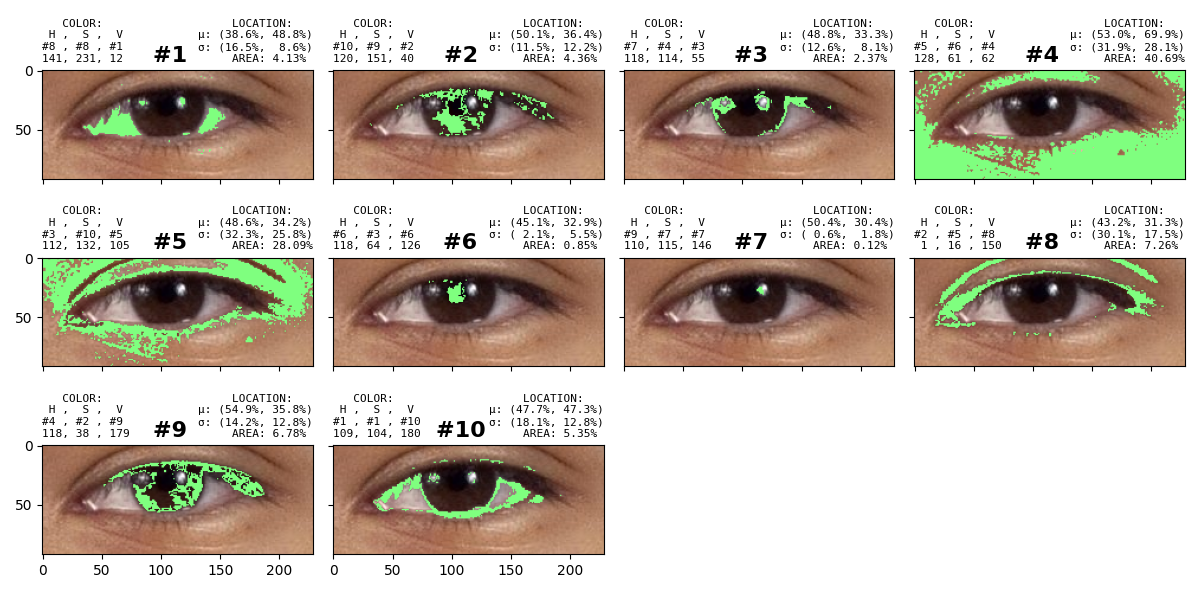 COLOR: LOCATION:
H , S , V μ: (38.6%, 48.8%)
#8 , #8 , #1 #1 σ: (16.5%, 8.6%)
141, 231, 12 AREA: 4.13%
COLOR: LOCATION:
H , S , V μ: (50.1%, 36.4%)
#10, #9 , #2 #2 σ: (11.5%, 12.2%)
120, 151, 40 AREA: 4.36%
COLOR: LOCATION:
H , S , V μ: (48.8%, 33.3%)
#7 , #4 , #3 #3 σ: (12.6%, 8.1%)
118, 114, 55 AREA: 2.37%
COLOR: LOCATION:
H , S , V μ: (53.0%, 69.9%)
#5 , #6 , #4 #4 σ: (31.9%, 28.1%)
128, 61 , 62 AREA: 40.69%
0
50
COLOR: LOCATION:
H , S , V μ: (48.6%, 34.2%)
#3 , #10, #5 #5 σ: (32.3%, 25.8%)
112, 132, 105 AREA: 28.09%
COLOR: LOCATION:
H , S , V μ: (45.1%, 32.9%)
#6 , #3 , #6 #6 σ: ( 2.1%, 5.5%)
118, 64 , 126 AREA: 0.85%
COLOR: LOCATION:
H , S , V μ: (50.4%, 30.4%)
#9 , #7 , #7 #7 σ: ( 0.6%, 1.8%)
110, 115, 146 AREA: 0.12%
COLOR: LOCATION:
H , S , V μ: (43.2%, 31.3%)
#2 , #5 , #8 #8 σ: (30.1%, 17.5%)
1 , 16 , 150 AREA: 7.26%
0
50
COLOR: LOCATION:
H , S , V μ: (54.9%, 35.8%)
#4 , #2 , #9 #9 σ: (14.2%, 12.8%)
118, 38 , 179 AREA: 6.78%
COLOR: LOCATION:
H , S , V μ: (47.7%, 47.3%)
#1 , #1 , #10 #10 σ: (18.1%, 12.8%)
109, 104, 180 AREA: 5.35%
0
50
0 50 100 150 200
0 50 100 150 200